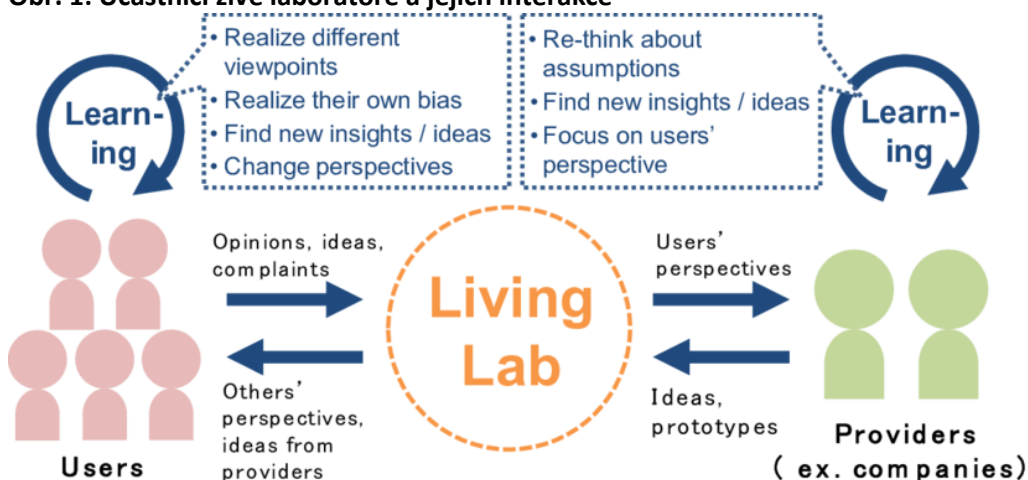 Obr. 1: Účastníci živé laboratoře a jejich interakce
• Realize different
viewpoints
• Realize their own bias
• Find new insights / ideas
• Change perspectives
• Re-think about
assumptions
• Find new insights / ideas
• Focus on users'
perspective
Learn-
ing
Learn-
ing
Opinions, ideas,
complaints
Users'
perspectives
Living
Lab
Others'
perspectives,
ideas from
providers
Ideas,
prototypes
Users
Providers
( ex. companies)